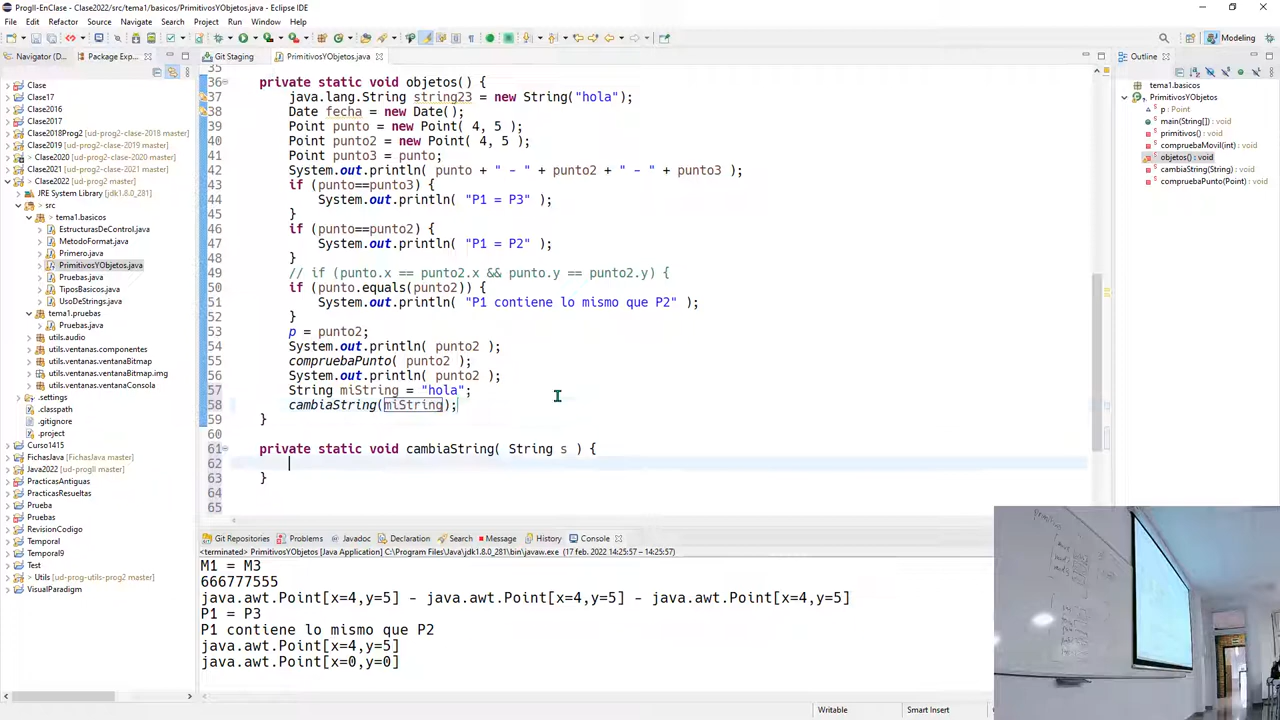 ProgII-EnClase - Clase2022/src/tema1/basicos/PrimitivosYObjetos.java - Eclipse IDE
File Edit Refactor Source Navigate Search Project Run Window Help
Modeling
Navigator (D...
Package Exp...
Git Staging
PrimitivosYObjetos.java
Outline
Clase
Clase17
Clase2016
Clase2017
Clase2018Prog2 [ud-prog2-clase-2018 master]
Clase2019 [ud-prog2-clase-2019 master]
Clase2020 [ud-prog2-clase-2020 master]
Clase2021 [ud-prog2-clase-2021 master]
Clase2022 [ud-prog2 master]
JRE System Library [jdk1.8.0_281]
src
tema1.basicos
EstructurasDeControl.java
MetodoFormat.java
Primero.java
PrimitivosYObjetos.java
Pruebas.java
TiposBasicos.java
UsoDeStrings.java
tema1.pruebas
Pruebas.java
utils.audio
utils.ventanas.componentes
utils.ventanas.ventanaBitmap
utils.ventanas.ventanaBitmap.img
utils.ventanas.ventanaConsola
.settings
.classpath
.gitignore
.project
Curso1415
FichasJava [FichasJava master]
Java2022 [ud-progII master]
PracticasAntiguas
PracticasResueltas
Prueba
Pruebas
RevisionCodigo
Temporal
Temporal9
Test
Utils [ud-prog-utils-prog2 master]
VisualParadigm
35
36 private static void objetos() {
37 java.lang.String string23 = new String("hola");
38 Date fecha = new Date();
39 Point punto = new Point( 4, 5 );
40 Point punto2 = new Point( 4, 5 );
41 Point punto3 = punto;
42 System.out.println( punto + " - " + punto2 + " - " + punto3 );
43 if (punto==punto3) {
44 System.out.println( "P1 = P3" );
45 }
46 if (punto==punto2) {
47 System.out.println( "P1 = P2" );
48 }
49 // if (punto.x == punto2.x && punto.y == punto2.y) {
50 if (punto.equals(punto2)) {
51 System.out.println( "P1 contiene lo mismo que P2" );
52 }
53 p = punto2;
54 System.out.println( punto2 );
55 compruebaPunto( punto2 );
56 System.out.println( punto2 );
57 String miString = "hola";
58 cambiaString(miString);
59 }
60
61 private static void cambiaString( String s ) {
62
63 }
64
65
tema1.basicos
PrimitivosYObjetos
p : Point
main(String[]) : void
primitivos() : void
compruebaMovil(int) : void
objetos() : void
cambiaString(String) : void
compruebaPunto(Point) : void
Git Repositories Problems Javadoc Declaration Search Message History Console
<terminated> PrimitivosYObjetos [Java Application] C:\Program Files\Java\jdk1.8.0_281\bin\javaw.exe (17 feb. 2022 14:25:57 – 14:25:57)
M1 = M3
666777555
java.awt.Point[x=4,y=5] - java.awt.Point[x=4,y=5] - java.awt.Point[x=4,y=5]
P1 = P3
P1 contiene lo mismo que P2
java.awt.Point[x=4,y=5]
java.awt.Point[x=0,y=0]
Writable
Smart Insert